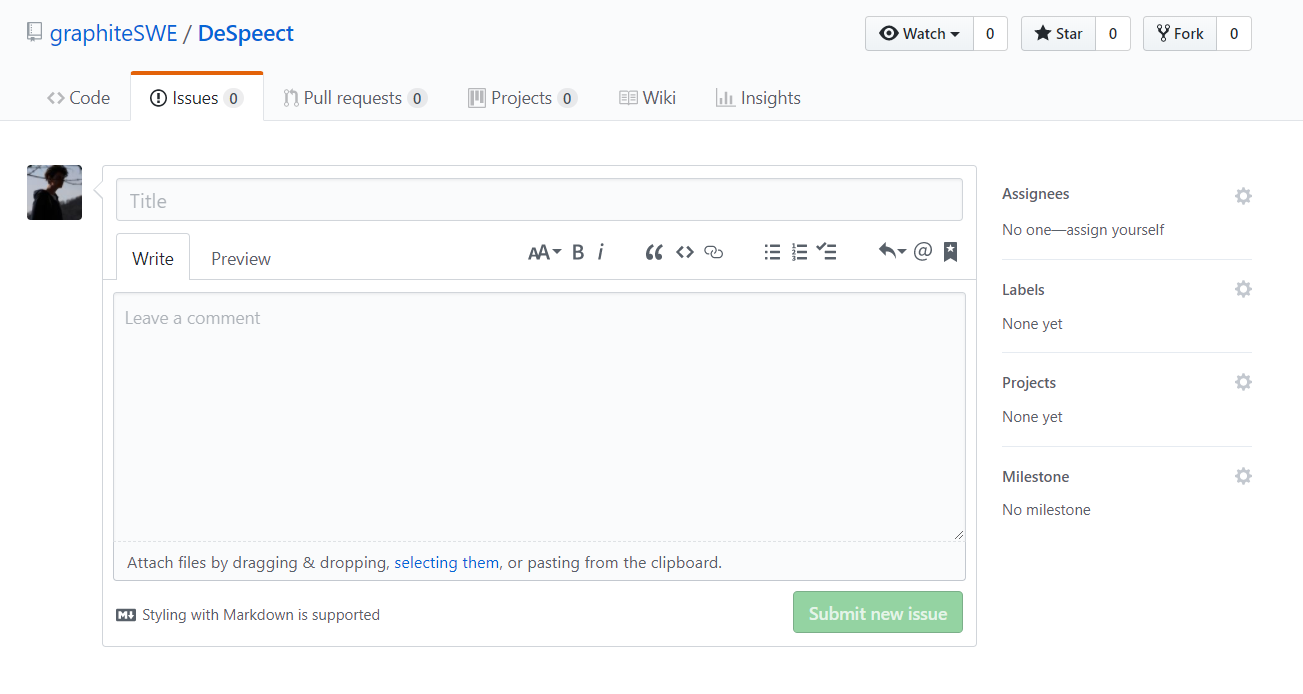 graphiteSWE / DeSpeect
Watch 0 Star 0 Fork 0
Code Issues 0 Pull requests 0 Projects 0 Wiki Insights
Title
Write Preview AA B i
Leave a comment
Attach files by dragging & dropping, selecting them, or pasting from the clipboard.
Styling with Markdown is supported
Submit new issue
Assignees
No one—assign yourself
Labels
None yet
Projects
None yet
Milestone
No milestone